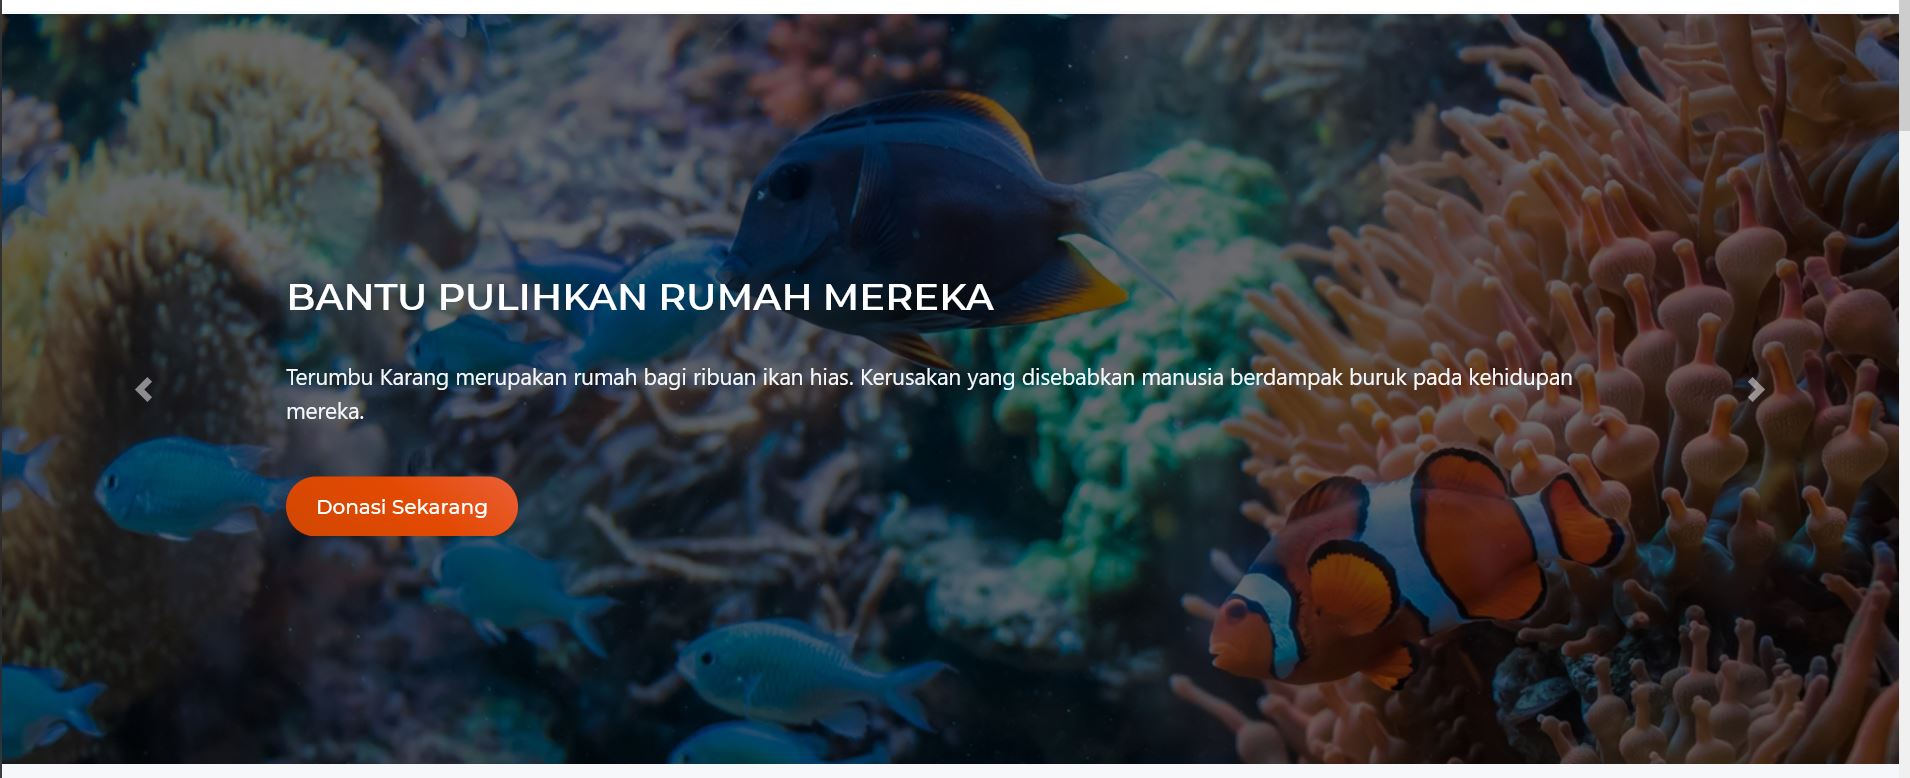 BANTU PULIHKAN RUMAH MEREKA
Terumbu Karang merupakan rumah bagi ribuan ikan hias. Kerusakan yang disebabkan manusia berdampak buruk pada kehidupan
mereka.
Donasi Sekarang